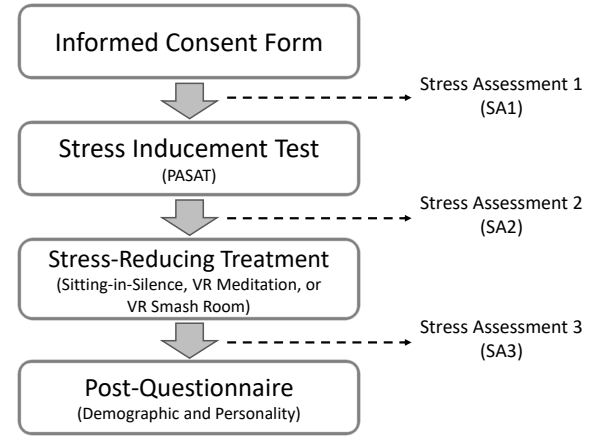 Informed Consent Form
Stress Assessment 1
(SA1)
Stress Inducement Test
(PASAT)
Stress Assessment 2
(SA2)
Stress-Reducing Treatment
(Sitting-in-Silence, VR Meditation, or
VR Smash Room)
Stress Assessment 3
(SA3)
Post-Questionnaire
(Demographic and Personality)